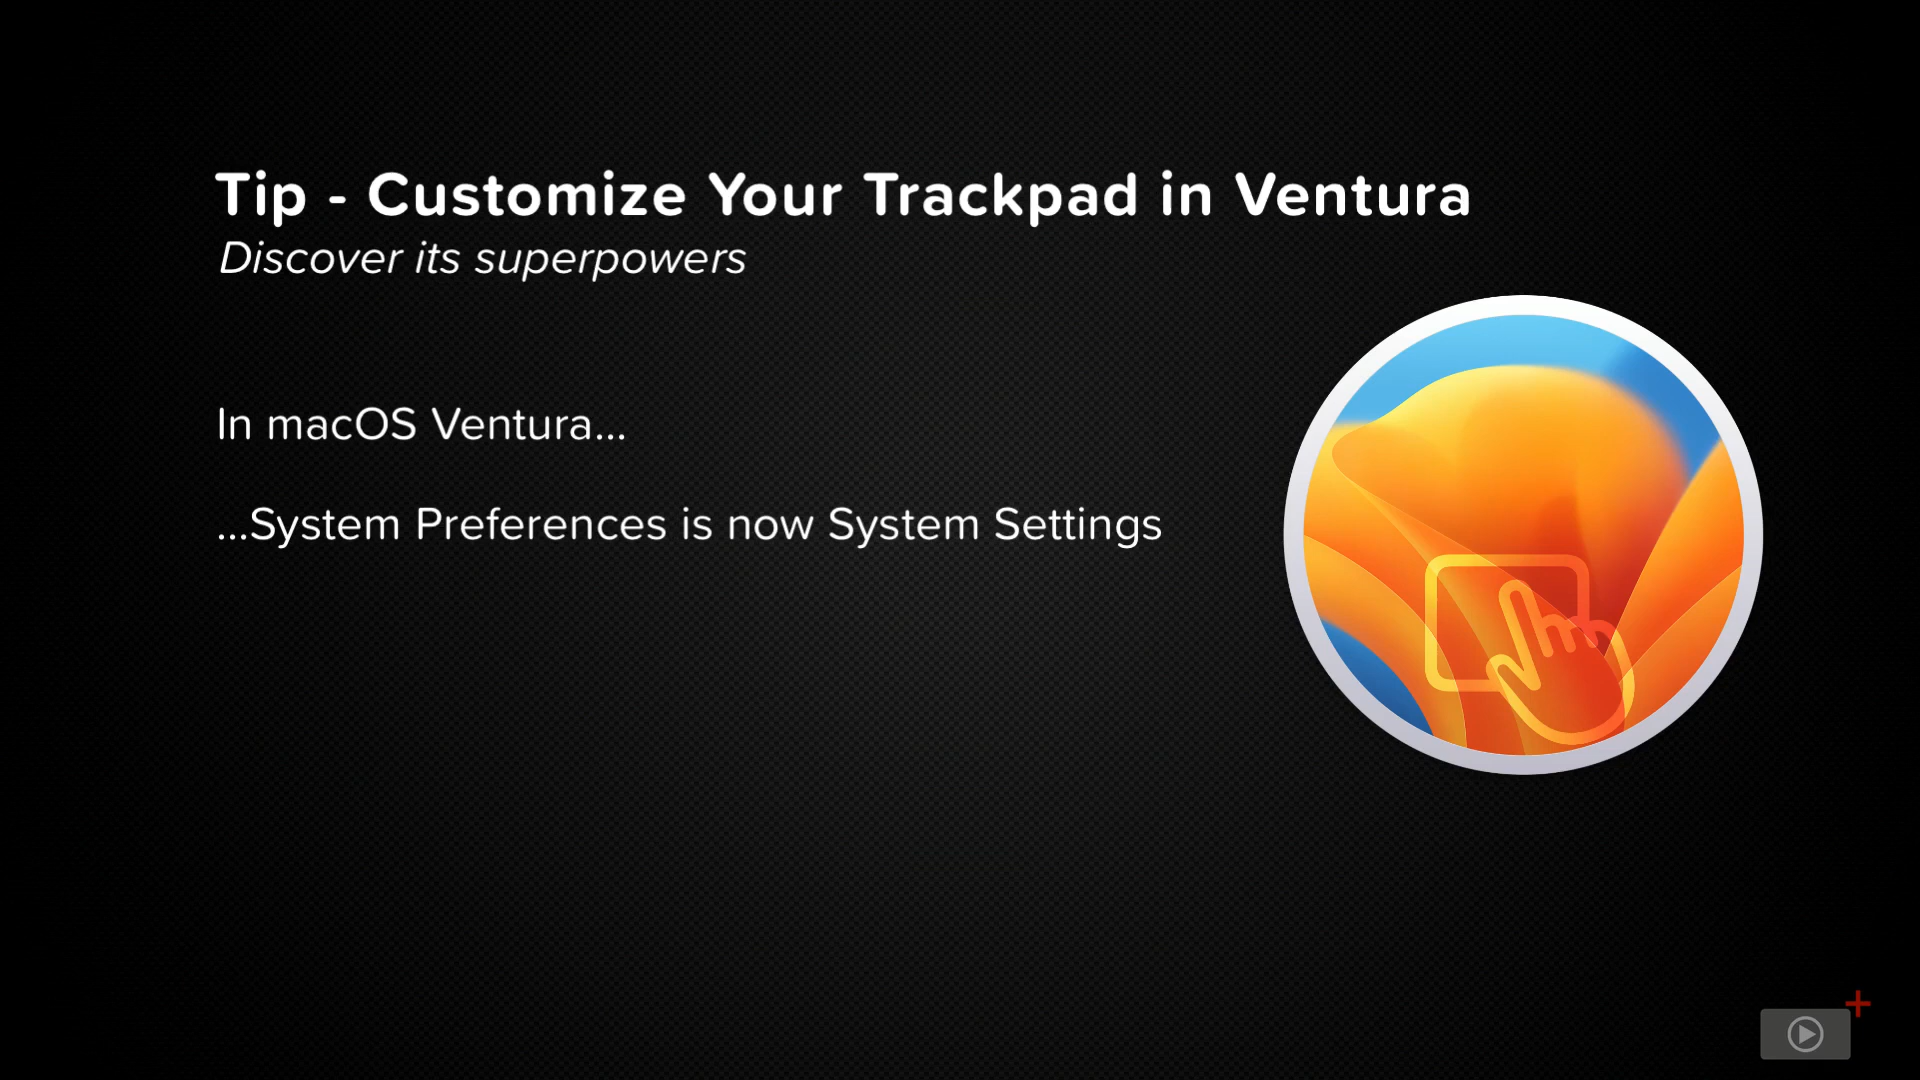 Tip - Customize Your Trackpad in Ventura
Discover its superpowers
In macOS Ventura...
...System Preferences is now System Settings